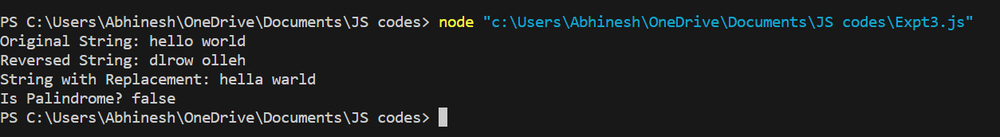 PS C:\Users\Abhinesh\OneDrive\Documents\JS codes> node "c:\Users\Abhinesh\OneDrive\Documents\JS codes\Expt3.js"
Original String: hello world
Reversed String: dlrow olleh
String with Replacement: hella warld
Is Palindrome? false
PS C:\Users\Abhinesh\OneDrive\Documents\JS codes>